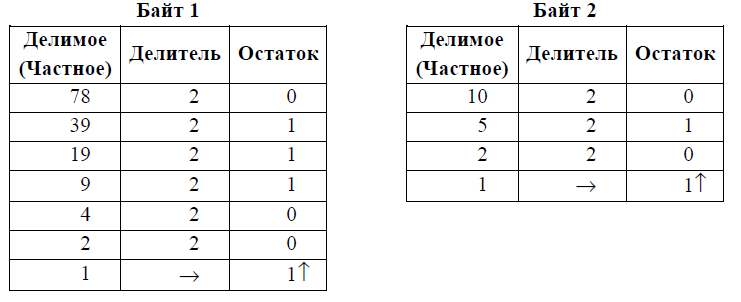 Байт 1
Делимое (Частное) Делитель Остаток
78 2 0
39 2 1
19 2 1
9 2 1
4 2 0
2 2 0
1 → 1↑
Байт 2
Делимое (Частное) Делитель Остаток
10 2 0
5 2 1
2 2 0
1 → 1↑